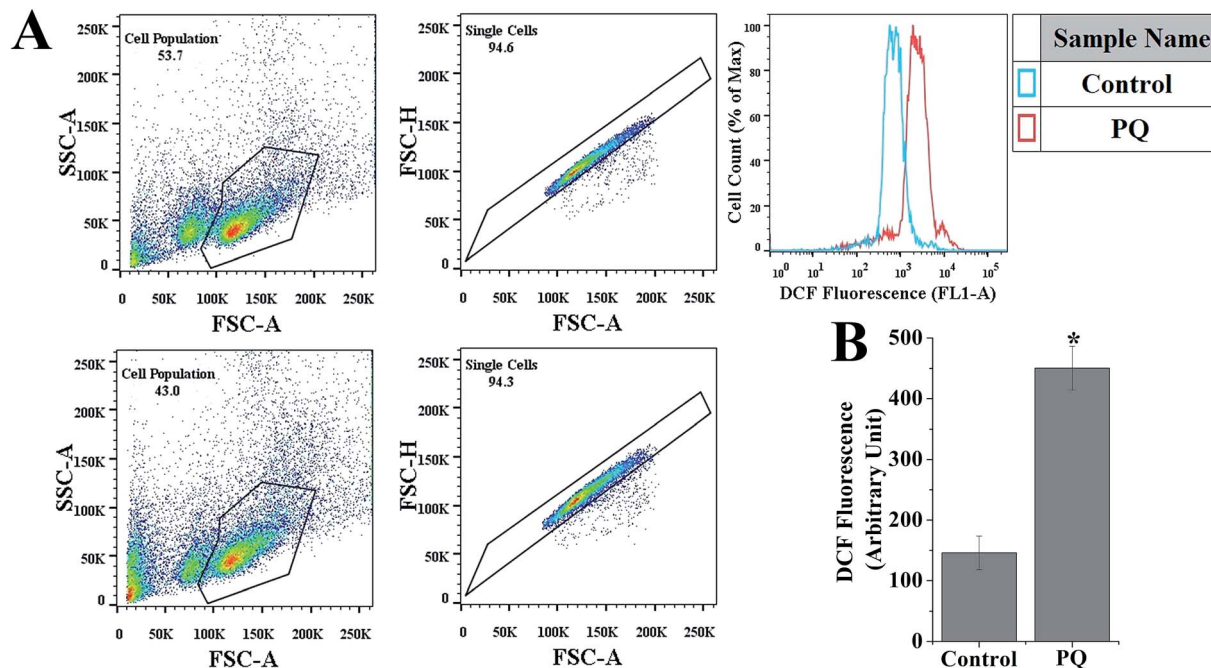 A
Cell Population
53.7
SSC-A
250K
200K
150K
100K
50K
0
0 50K 100K 150K 200K 250K
FSC-A
Single Cells
94.6
FSC-H
250K
200K
150K
100K
50K
0
0 50K 100K 150K 200K 250K
FSC-A
Cell Count (% of Max)
100
80
60
40
20
0
10^0 10^1 10^2 10^3 10^4 10^5
DCF Fluorescence (FL1-A)
Sample Name
Control
PQ
Cell Population
43.0
SSC-A
250K
200K
150K
100K
50K
0
0 50K 100K 150K 200K 250K
FSC-A
Single Cells
94.3
FSC-H
250K
200K
150K
100K
50K
0
0 50K 100K 150K 200K 250K
FSC-A
B
DCF Fluorescence
(Arbitrary Unit)
500
400
300
200
100
0
*
Control PQ